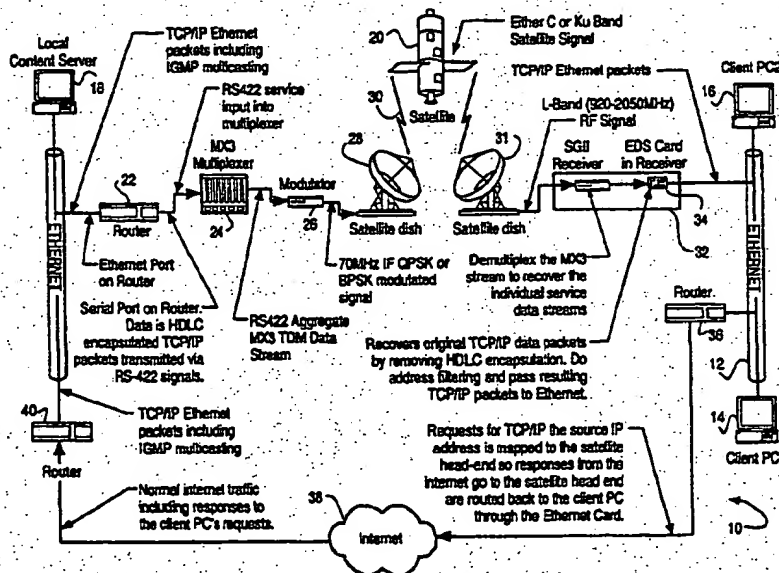 Local
Content Server
18
TCP/IP Ethernet
packets including
IGMP multicasting
RS422 service
input into
multiplexer
MX3
Multiplexer
22
Router
24
Modulator
26
ETHERNET
Ethernet Port
on Router
Serial Port on Router.
Data is HDLC
encapsulated TCP/IP
packets transmitted via
RS-422 signals.
RS422 Aggregate
MX3 TDM Data
Stream
70MHz IF QPSK or
BPSK modulated
signal
20
Either C or Ku Band
Satellite Signal
30
Satellite
28
Satellite dish
31
Satellite dish
L-Band (920-2050MHz)
RF Signal
TCP/IP Ethernet packets
Client PC2
16
SGII
Receiver
EDS Card
in Receiver
34
32
Demultiplex the MX3
stream to recover the
individual service
data streams
Recovers original TCP/IP data packets
by removing HDLC encapsulation. Do
address filtering and pass resulting
TCP/IP packets to Ethernet.
Router.
36
ETHERNET
12
14
Client PC
10
Requests for TCP/IP the source IP
address is mapped to the satellite
head-end so responses from the
internet go to the satellite head end
are routed back to the client PC
through the Ethernet Card.
38
Internet
40
Router
TCP/IP Ethernet
packets including
IGMP multicasting
Normal internet traffic
including responses to
the client PC's requests.